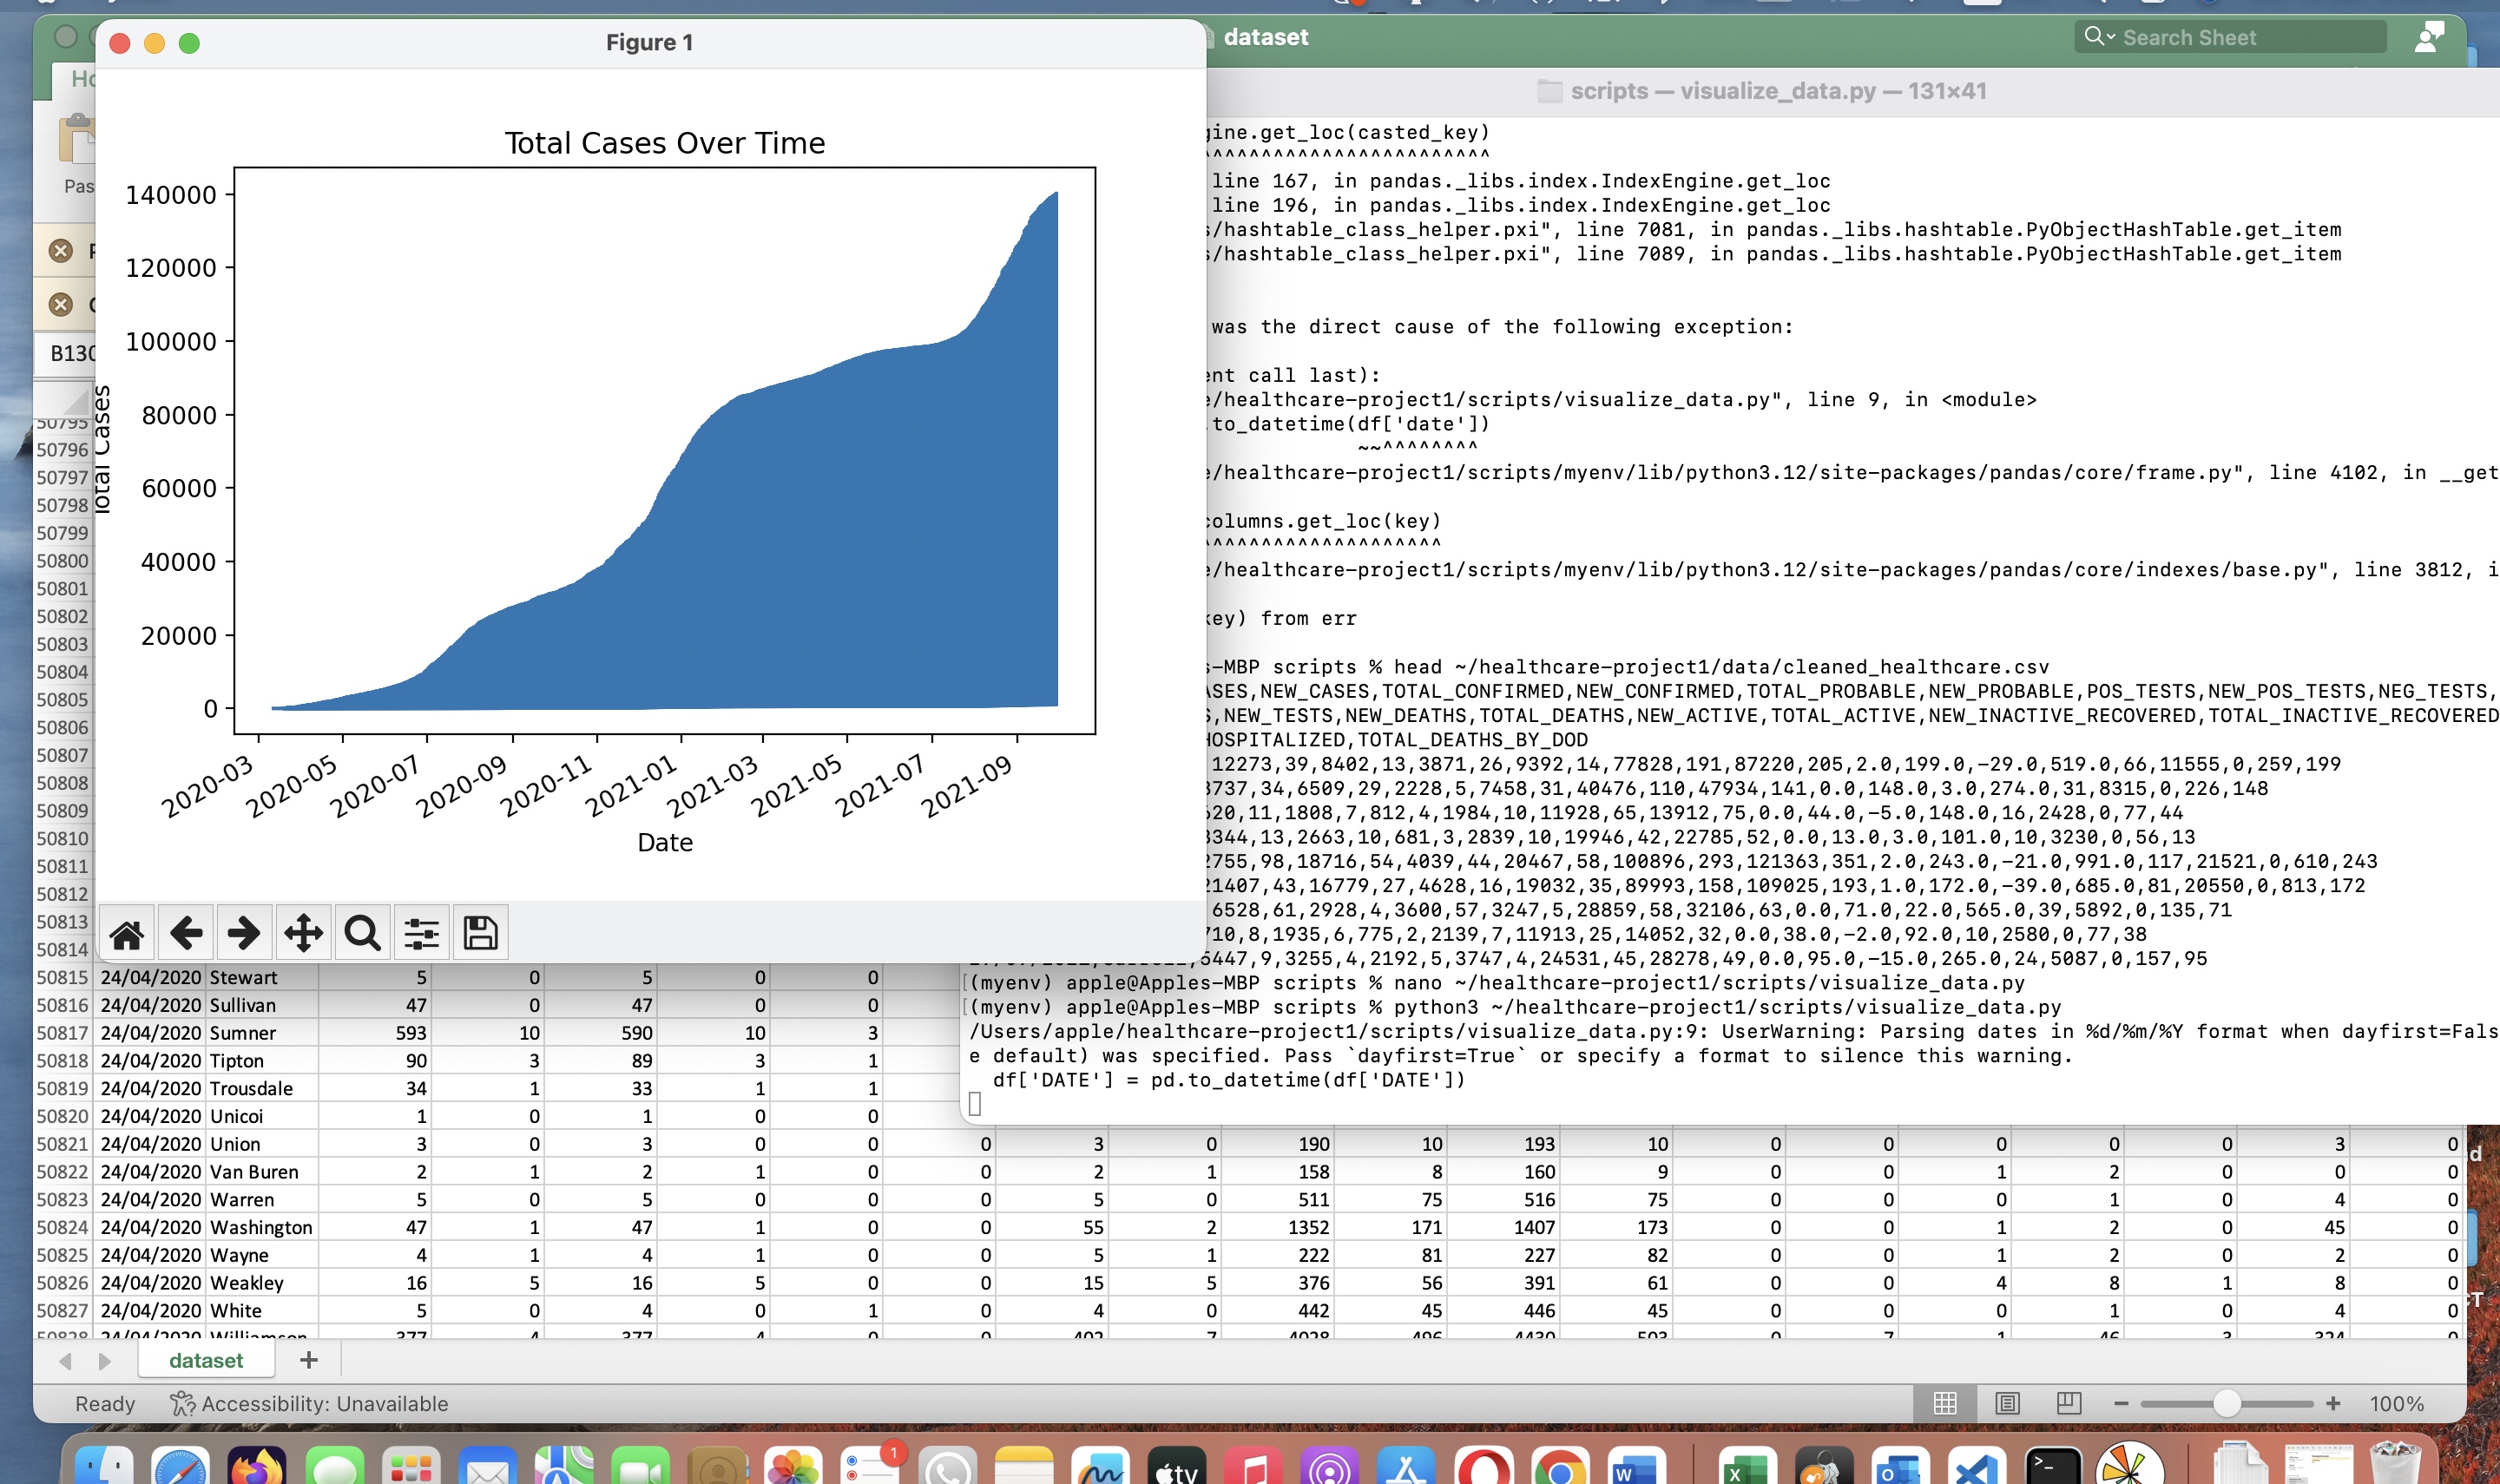 Figure 1
dataset
Search Sheet
scripts — visualize_data.py — 131×41
Total Cases Over Time
140000
120000
100000
80000
60000
40000
20000
0
Total Cases
2020-03
2020-05
2020-07
2020-09
2020-11
2021-01
2021-03
2021-05
2021-07
2021-09
Date
Pas
B130
gine.get_loc(casted_key)
^^^^^^^^^^^^^^^^^^^^^^^
line 167, in pandas._libs.index.IndexEngine.get_loc
line 196, in pandas._libs.index.IndexEngine.get_loc
s/hashtable_class_helper.pxi", line 7081, in pandas._libs.hashtable.PyObjectHashTable.get_item
s/hashtable_class_helper.pxi", line 7089, in pandas._libs.hashtable.PyObjectHashTable.get_item
was the direct cause of the following exception:
ent call last):
e/healthcare-project1/scripts/visualize_data.py", line 9, in <module>
.to_datetime(df['date'])
~~^^^^^^^^
e/healthcare-project1/scripts/myenv/lib/python3.12/site-packages/pandas/core/frame.py", line 4102, in __get
columns.get_loc(key)
^^^^^^^^^^^^^^^^^^^^
e/healthcare-project1/scripts/myenv/lib/python3.12/site-packages/pandas/core/indexes/base.py", line 3812, i
key) from err
s-MBP scripts % head ~/healthcare-project1/data/cleaned_healthcare.csv
ASES,NEW_CASES,TOTAL_CONFIRMED,NEW_CONFIRMED,TOTAL_PROBABLE,NEW_PROBABLE,POS_TESTS,NEW_POS_TESTS,NEG_TESTS,
S,NEW_TESTS,NEW_DEATHS,TOTAL_DEATHS,NEW_ACTIVE,TOTAL_ACTIVE,NEW_INACTIVE_RECOVERED,TOTAL_INACTIVE_RECOVERED
HOSPITALIZED,TOTAL_DEATHS_BY_DOD
12273,39,8402,13,3871,26,9392,14,77828,191,87220,205,2.0,199.0,-29.0,519.0,66,11555,0,259,199
8737,34,6509,29,2228,5,7458,31,40476,110,47934,141,0.0,148.0,3.0,274.0,31,8315,0,226,148
620,11,1808,7,812,4,1984,10,11928,65,13912,75,0.0,44.0,-5.0,148.0,16,2428,0,77,44
3344,13,2663,10,681,3,2839,10,19946,42,22785,52,0.0,13.0,3.0,101.0,10,3230,0,56,13
2755,98,18716,54,4039,44,20467,58,100896,293,121363,351,2.0,243.0,-21.0,991.0,117,21521,0,610,243
21407,43,16779,27,4628,16,19032,35,89993,158,109025,193,1.0,172.0,-39.0,685.0,81,20550,0,813,172
6528,61,2928,4,3600,57,3247,5,28859,58,32106,63,0.0,71.0,22.0,565.0,39,5892,0,135,71
710,8,1935,6,775,2,2139,7,11913,25,14052,32,0.0,38.0,-2.0,92.0,10,2580,0,77,38
5447,9,3255,4,2192,5,3747,4,24531,45,28278,49,0.0,95.0,-15.0,265.0,24,5087,0,157,95
[(myenv) apple@Apples-MBP scripts % nano ~/healthcare-project1/scripts/visualize_data.py
[(myenv) apple@Apples-MBP scripts % python3 ~/healthcare-project1/scripts/visualize_data.py
/Users/apple/healthcare-project1/scripts/visualize_data.py:9: UserWarning: Parsing dates in %d/%m/%Y format when dayfirst=Fals
e default) was specified. Pass `dayfirst=True` or specify a format to silence this warning.
df['DATE'] = pd.to_datetime(df['DATE'])
50795
50796
50797
50798
50799
50800
50801
50802
50803
50804
50805
50806
50807
50808
50809
50810
50811
50812
50813
50814
50815 24/04/2020 Stewart 5 0 5 0 0
50816 24/04/2020 Sullivan 47 0 47 0 0
50817 24/04/2020 Sumner 593 10 590 10 3
50818 24/04/2020 Tipton 90 3 89 3 1
50819 24/04/2020 Trousdale 34 1 33 1 1
50820 24/04/2020 Unicoi 1 0 1 0 0
50821 24/04/2020 Union 3 0 3 0 0 0 3 0 190 10 193 10 0 0 0 0 0 3 0
50822 24/04/2020 Van Buren 2 1 2 1 0 0 2 1 158 8 160 9 0 0 1 2 0 0 0
50823 24/04/2020 Warren 5 0 5 0 0 0 5 0 511 75 516 75 0 0 0 1 0 4 0
50824 24/04/2020 Washington 47 1 47 1 0 0 55 2 1352 171 1407 173 0 0 1 2 0 45 0
50825 24/04/2020 Wayne 4 1 4 1 0 0 5 1 222 81 227 82 0 0 1 2 0 2 0
50826 24/04/2020 Weakley 16 5 16 5 0 0 15 5 376 56 391 61 0 0 4 8 1 8 0
50827 24/04/2020 White 5 0 4 0 1 0 4 0 442 45 446 45 0 0 0 1 0 4 0
50828 24/04/2020 Williamson 377 4 377 4 0 0 402 7 4028 496 4430 503 0 7 1 46 3 324 0
dataset
Ready
Accessibility: Unavailable
100%
1
tv